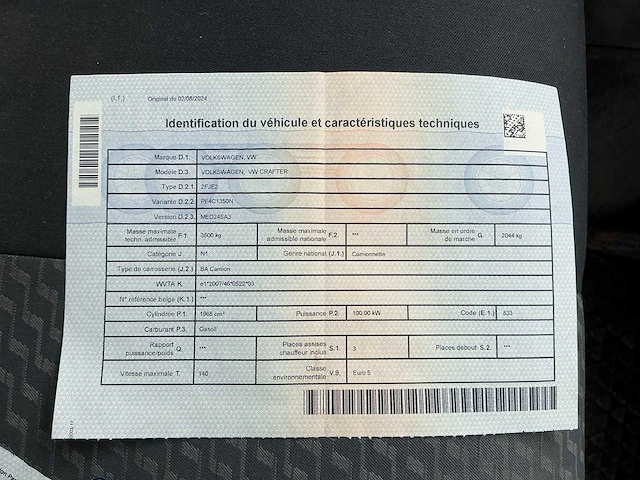 (I.1.) Original du 02/08/2024
Identification du véhicule et caractéristiques techniques
Marque D.1. VOLKSWAGEN, VW
Modèle D.3. VOLKSWAGEN, VW CRAFTER
Type D.2.1. 2FJE2
Variante D.2.2. PF4C1350N
Version D.2.3. MED24SA3
Masse maximale techn. admissible F.1. 3500 kg Masse maximale admissible nationale F.2. *** Masse en ordre de marche G. 2044 kg
Catégorie J. N1 Genre national (J.1.) Camionnette
Type de carrosserie (J.2.) BA Camion
WVTA K. e1*2007/46*0522*03
N° référence belge (K.1.) ***
Cylindrée P.1. 1968 cm³ Puissance P.2. 100,00 kW Code (E.1.) 833
Carburant P.3. Gasoil
Rapport puissance/poids Q. *** Places assises chauffeur inclus S.1. 3 Places debout S.2. ***
Vitesse maximale T. 140 Classe environnementale V.9. Euro 5